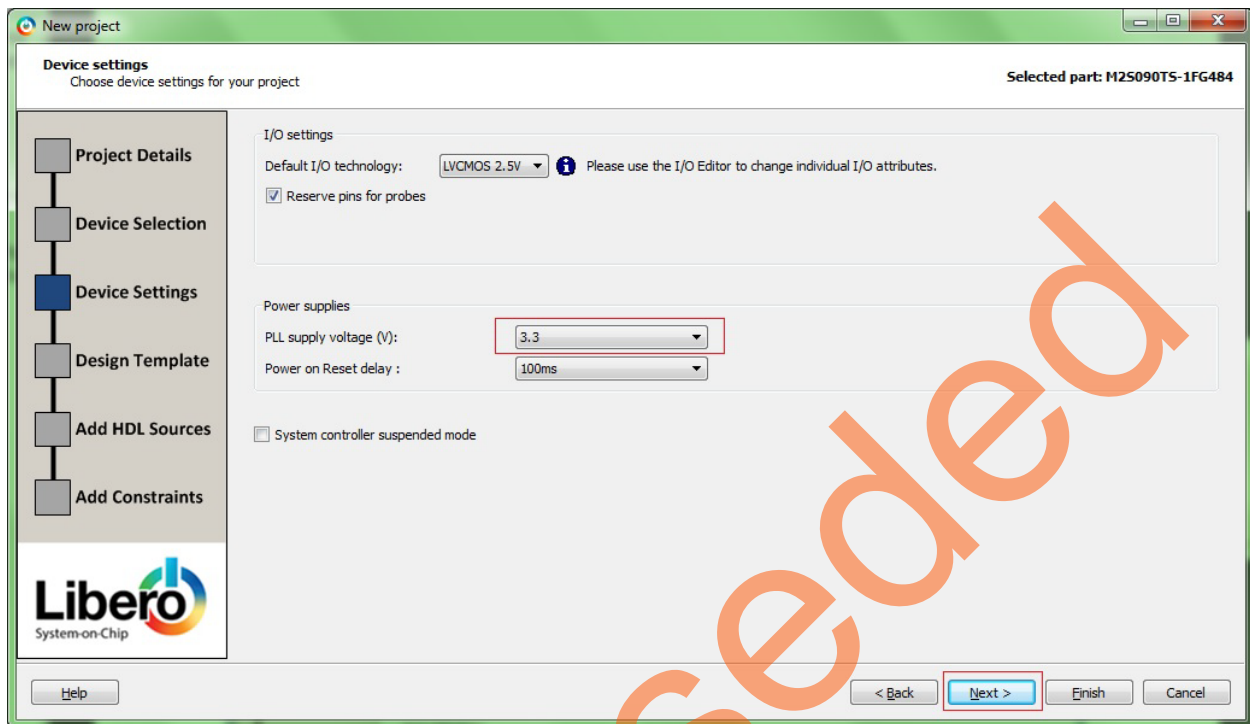 New project
Device settings
Choose device settings for your project
Selected part: M2S090TS-1FG484
Project Details
Device Selection
Device Settings
Design Template
Add HDL Sources
Add Constraints
Libero
System-on-Chip
I/O settings
Default I/O technology: LVCMOS 2.5V i Please use the I/O Editor to change individual I/O attributes.
Reserve pins for probes
Power supplies
PLL supply voltage (V): 3.3
Power on Reset delay : 100ms
System controller suspended mode
Help < Back Next > Finish Cancel
seded